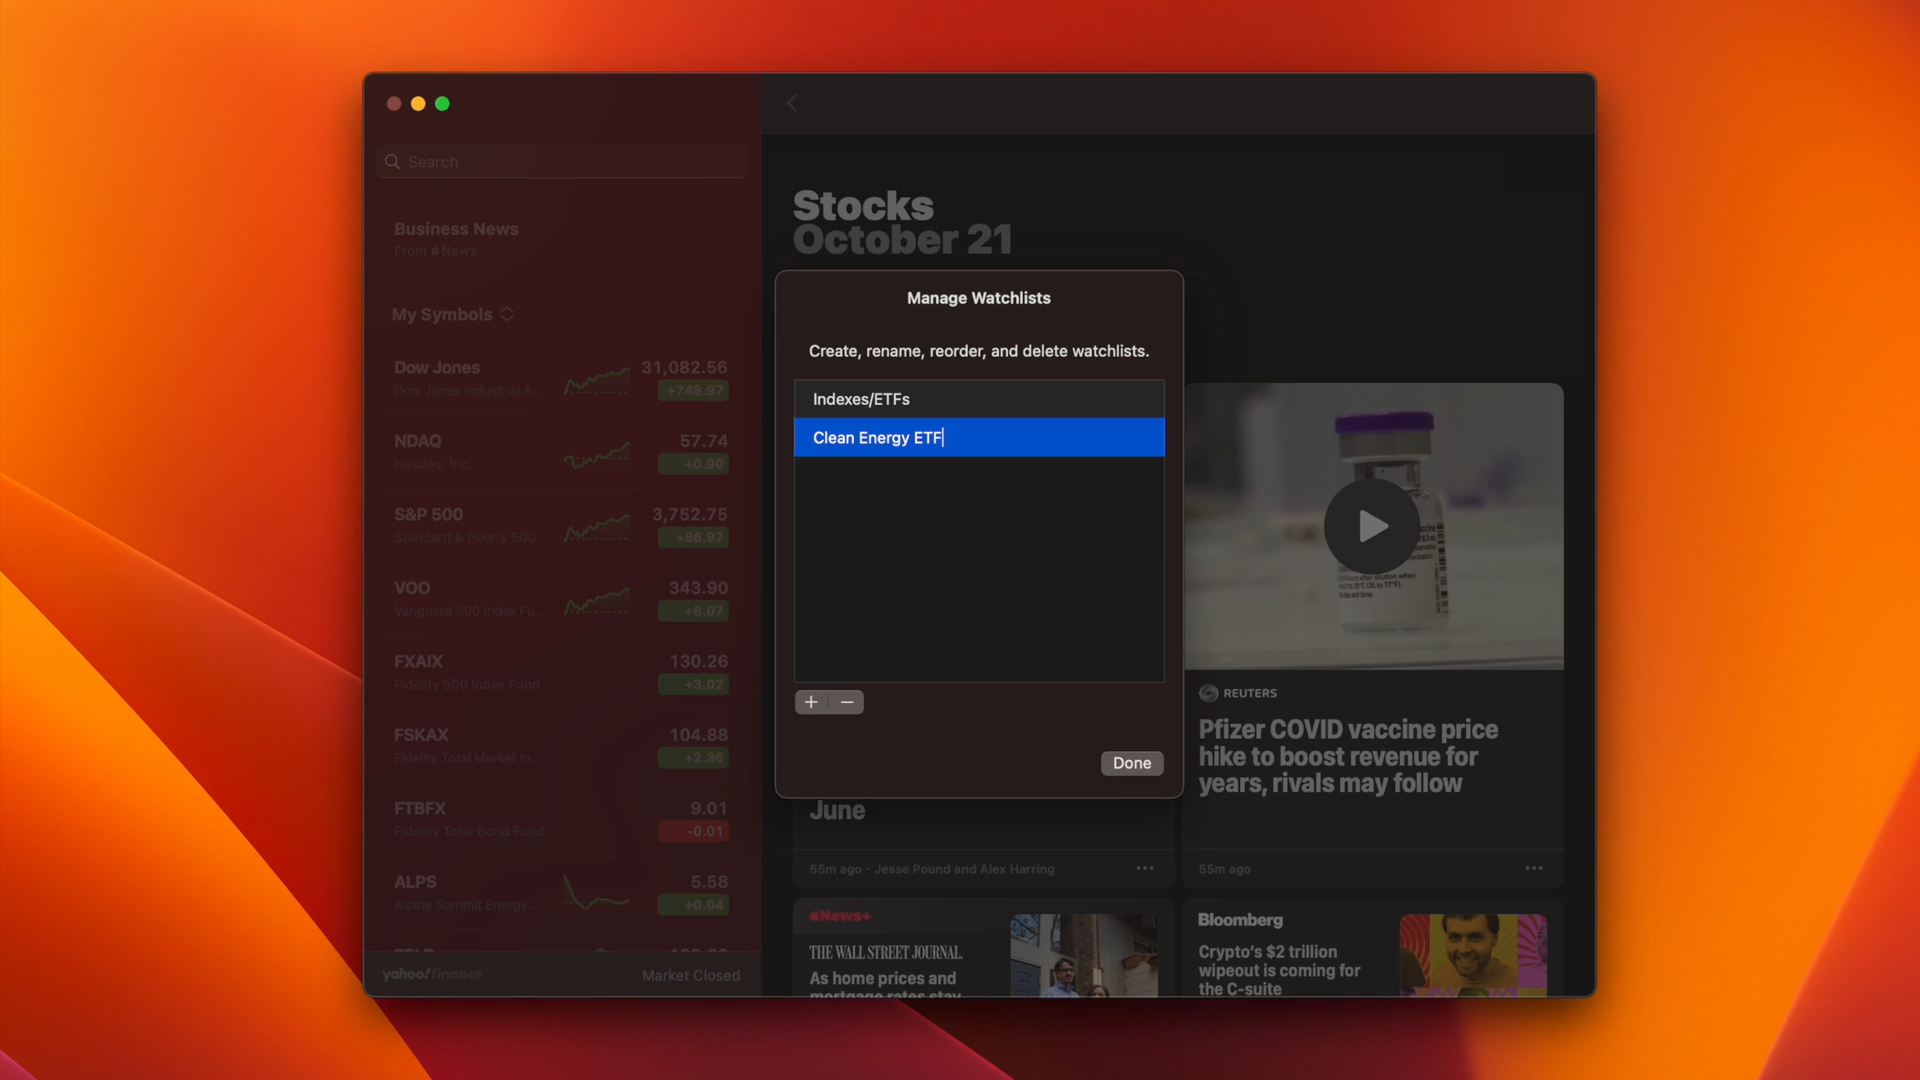 Search
Business News
From News
My Symbols
Dow Jones
31,082.56
Dow Jones Industrial A...
+748.97
NDAQ
57.74
Nasdaq, Inc.
+0.90
S&P 500
3,752.75
Standard & Poor's 500
+86.97
VOO
343.90
Vanguard 500 Index Fu...
+8.07
FXAIX
130.26
Fidelity 500 Index Fund
+3.02
FSKAX
104.88
Fidelity Total Market In...
+2.36
FTBFX
9.01
Fidelity Total Bond Fund
-0.01
ALPS
5.58
Alpine Summit Energy...
+0.04
yahoo!finance
Market Closed
Stocks
October 21
Manage Watchlists
Create, rename, reorder, and delete watchlists.
Indexes/ETFs
Clean Energy ETF
Done
June
55m ago · Jesse Pound and Alex Harring
REUTERS
Pfizer COVID vaccine price
hike to boost revenue for
years, rivals may follow
55m ago
News+
THE WALL STREET JOURNAL.
As home prices and
mortgage rates stay
Bloomberg
Crypto's $2 trillion
wipeout is coming for
the C-suite